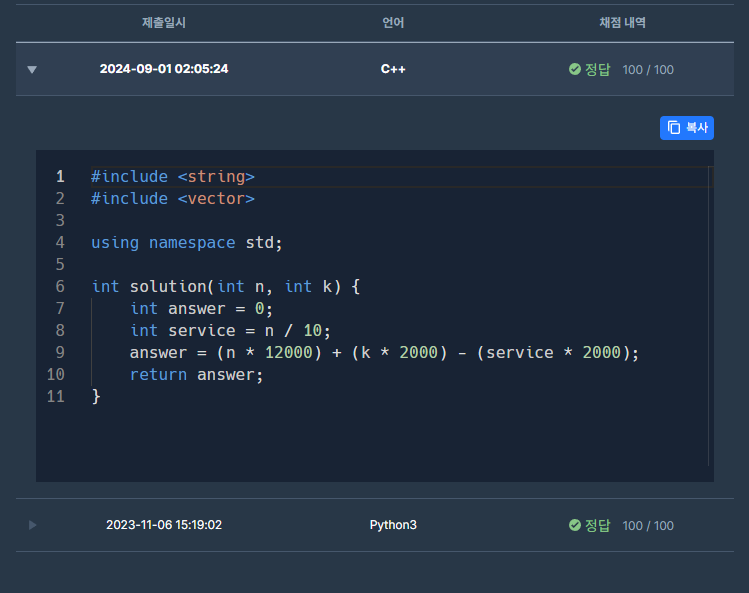 제출일시 언어 채점 내역
2024-09-01 02:05:24 C++ 정답 100 / 100
복사
1 #include <string>
2 #include <vector>
3
4 using namespace std;
5
6 int solution(int n, int k) {
7     int answer = 0;
8     int service = n / 10;
9     answer = (n * 12000) + (k * 2000) - (service * 2000);
10     return answer;
11 }
2023-11-06 15:19:02 Python3 정답 100 / 100